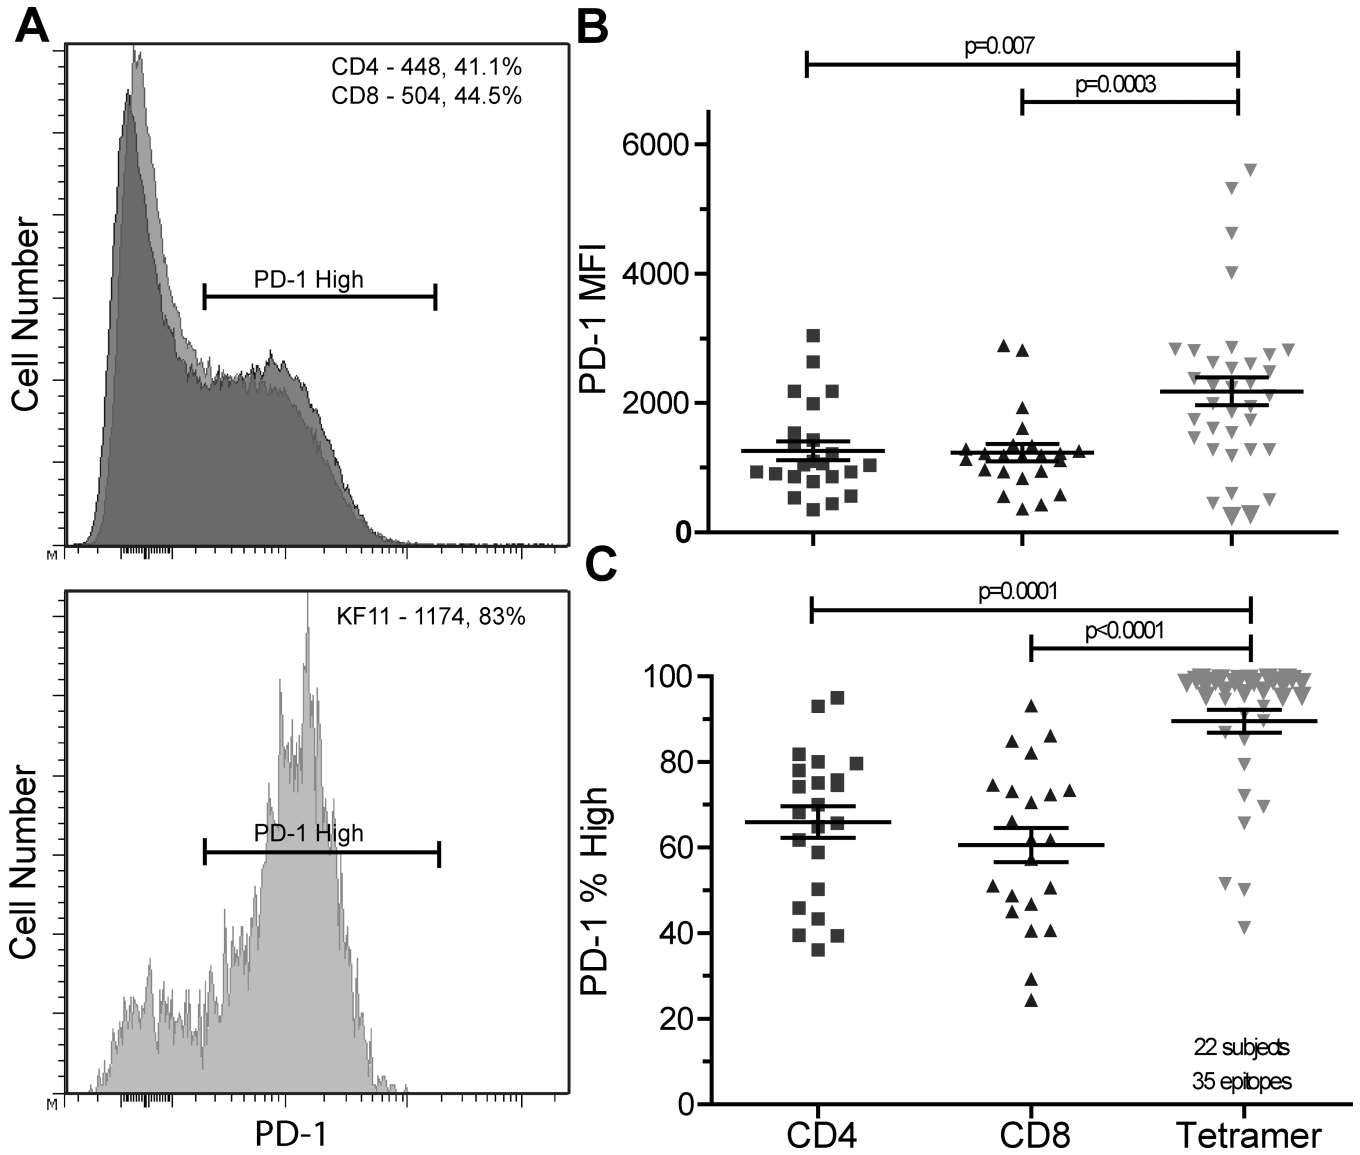 A
CD4 - 448, 41.1%
CD8 - 504, 44.5%
PD-1 High
Cell Number
M
KF11 - 1174, 83%
PD-1 High
Cell Number
M
PD-1
B
p=0.007
p=0.0003
6000
4000
2000
0
PD-1 MFI
C
p=0.0001
p<0.0001
100
80
60
40
20
0
PD-1 % High
22 subjects
35 epitopes
CD4
CD8
Tetramer